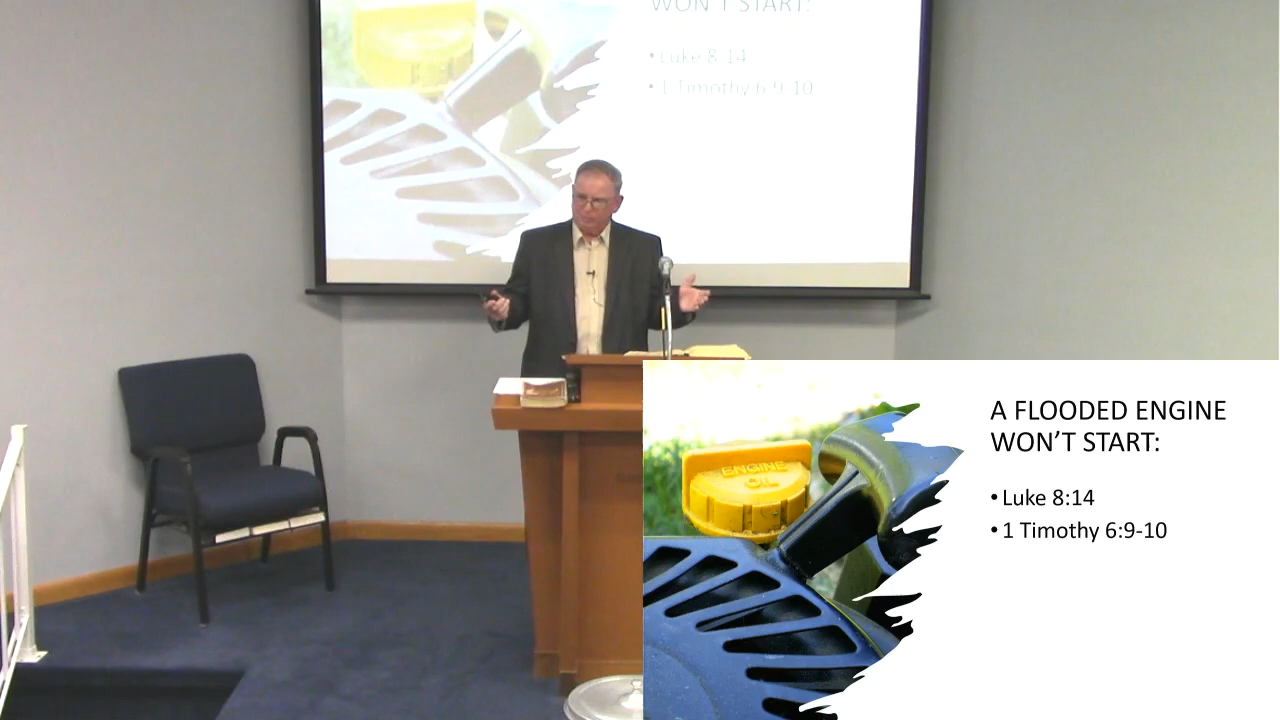 WON'T START:
• Luke 8:14
• 1 Timothy 6:9-10
A FLOODED ENGINE
WON'T START:
• Luke 8:14
• 1 Timothy 6:9-10
ENGINE
OIL